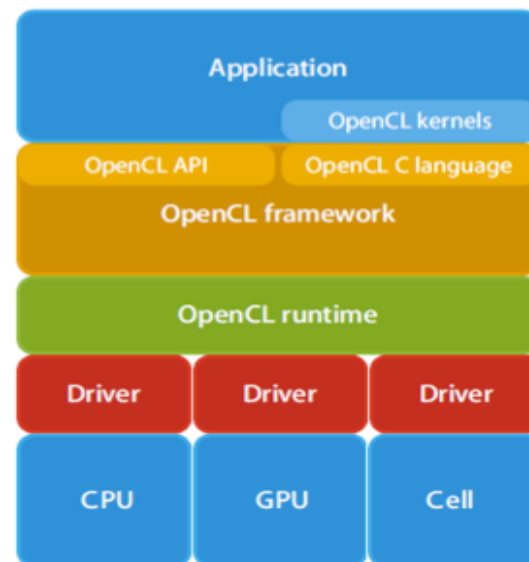 Application
OpenCL kernels
OpenCL API OpenCL C language
OpenCL framework
OpenCL runtime
Driver Driver Driver
CPU GPU Cell